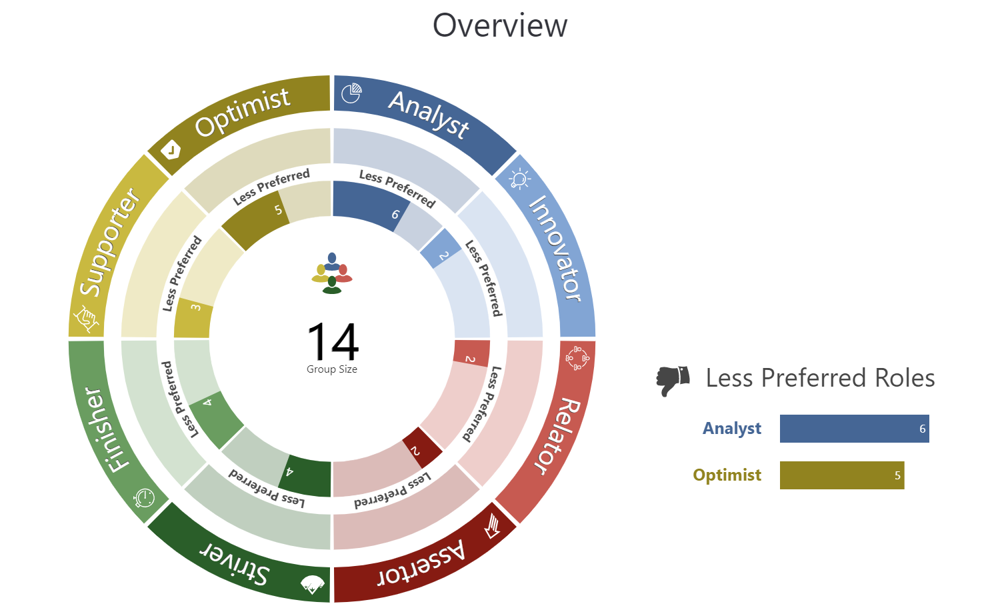 Overview
Optimist
Analyst
Innovator
Relator
Assertor
Striver
Finisher
Supporter
Less Preferred
6
Less Preferred
2
Less Preferred
2
Less Preferred
2
Less Preferred
4
Less Preferred
4
Less Preferred
3
Less Preferred
5
14
Group Size
Less Preferred Roles
Analyst 6
Optimist 5